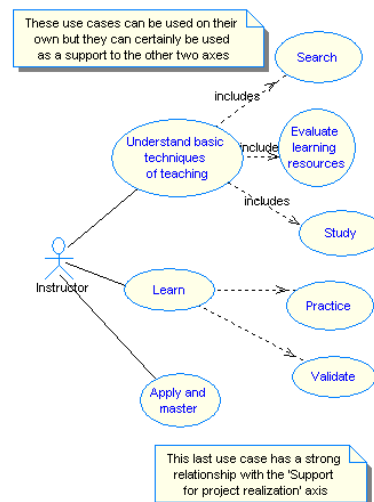 These use cases can be used on their
own but they can certainly be used
as a support to the other two axes
Search
includes
Understand basic
techniques
of teaching
include
Evaluate
learning
resources
includes
Study
Instructor
Learn
Practice
Validate
Apply and
master
This last use case has a strong
relationship with the 'Support
for project realization' axis